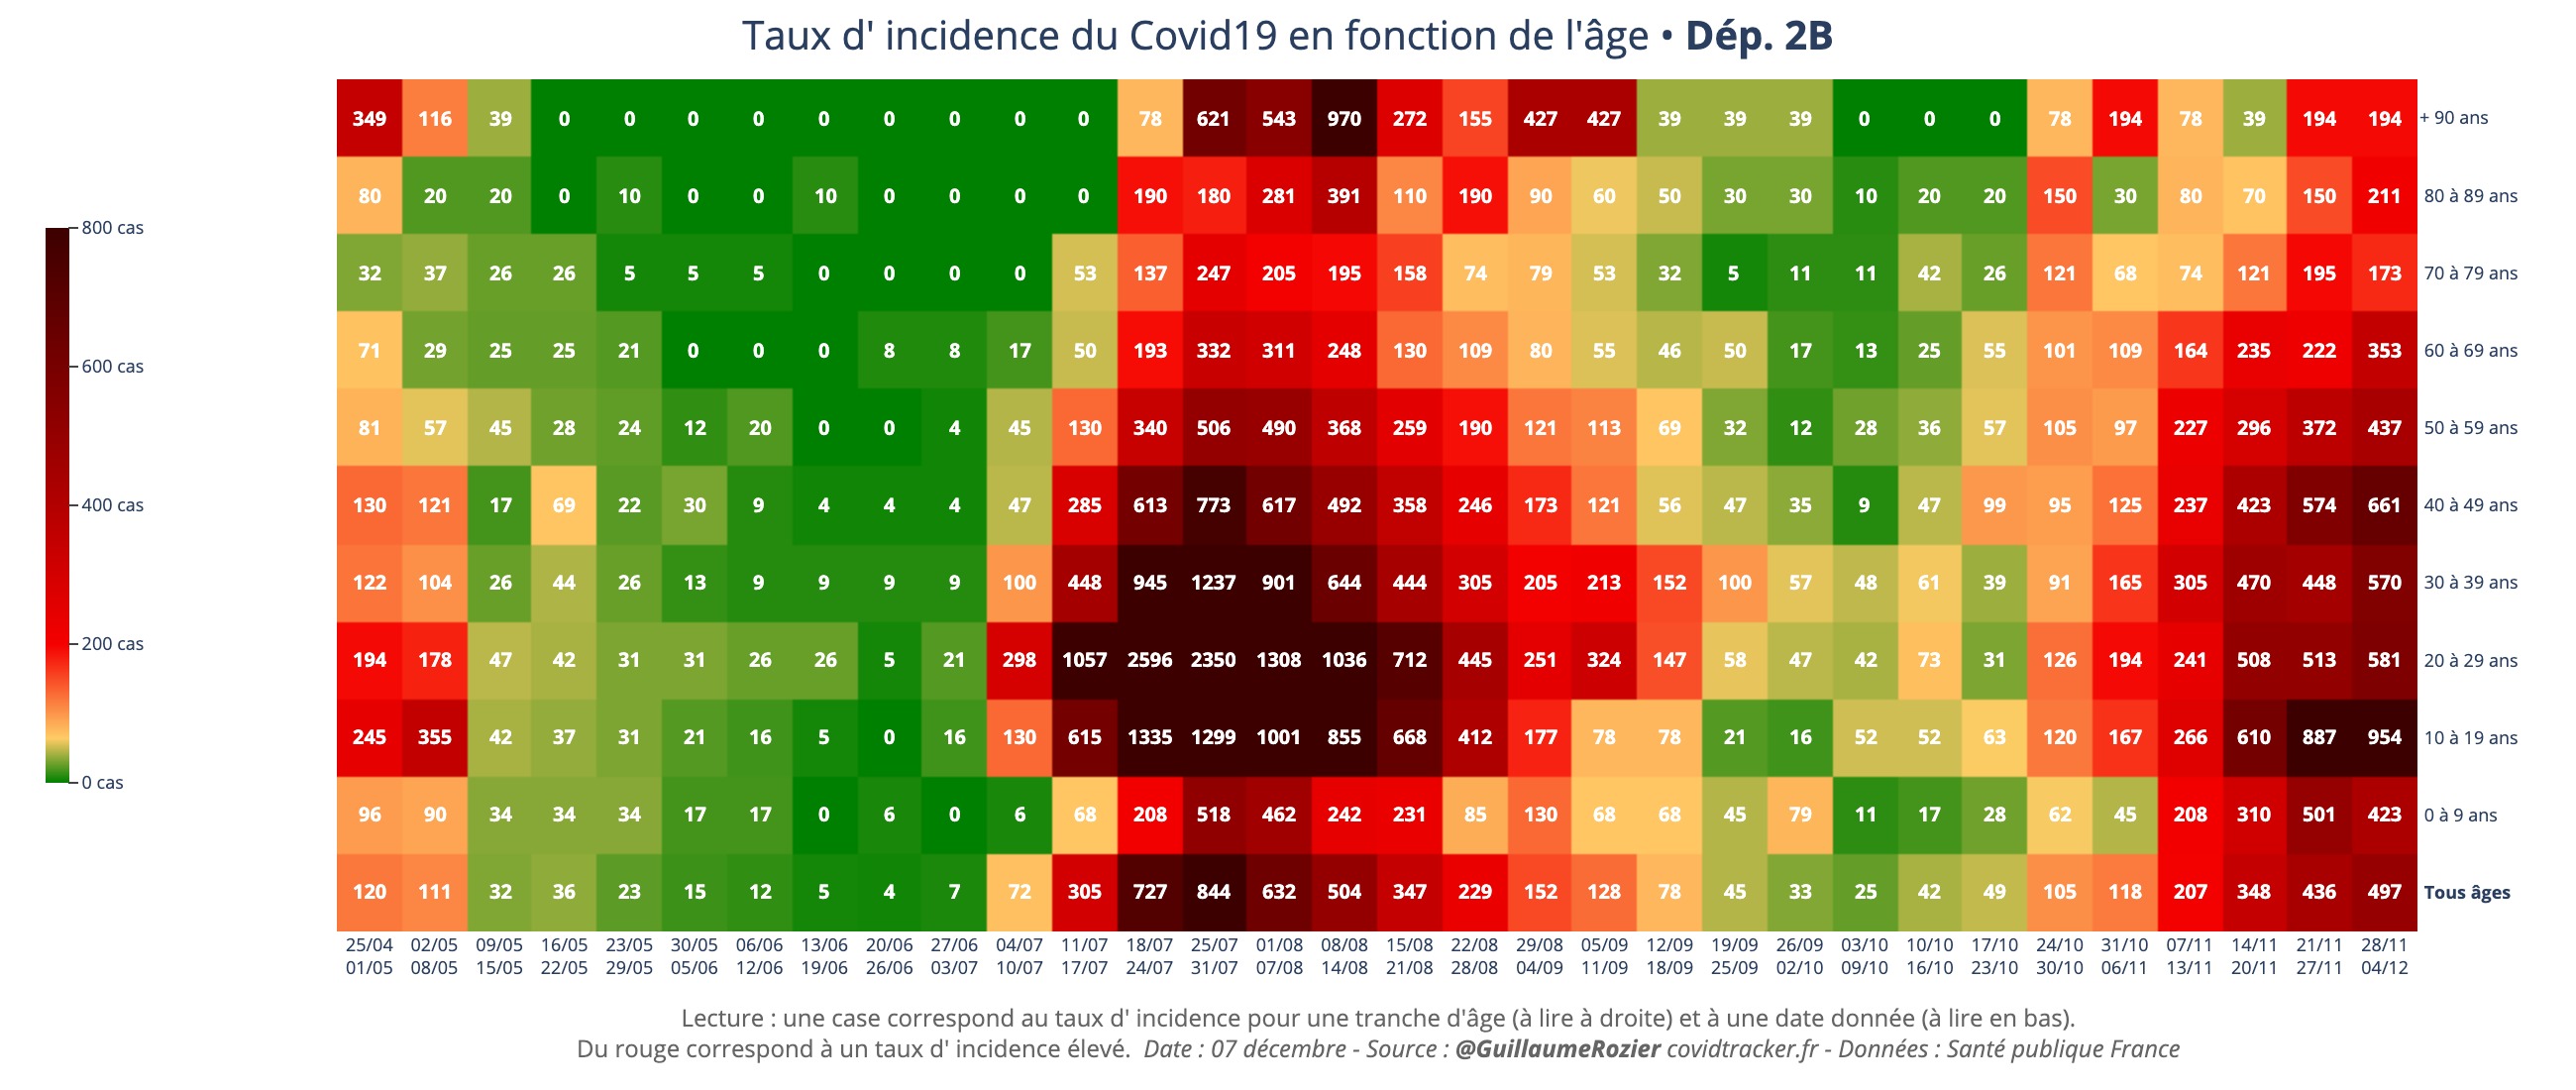 Taux d' incidence du Covid19 en fonction de l'âge • Dép. 2B
800 cas
600 cas
400 cas
200 cas
0 cas
349 116 39 0 0 0 0 0 0 0 0 0 78 621 543 970 272 155 427 427 39 39 39 0 0 0 78 194 78 39 194 194 + 90 ans
80 20 20 0 10 0 0 10 0 0 0 0 190 180 281 391 110 190 90 60 50 30 30 10 20 20 150 30 80 70 150 211 80 à 89 ans
32 37 26 26 5 5 5 0 0 0 0 53 137 247 205 195 158 74 79 53 32 5 11 11 42 26 121 68 74 121 195 173 70 à 79 ans
71 29 25 25 21 0 0 0 8 8 17 50 193 332 311 248 130 109 80 55 46 50 17 13 25 55 101 109 164 235 222 353 60 à 69 ans
81 57 45 28 24 12 20 0 0 4 45 130 340 506 490 368 259 190 121 113 69 32 12 28 36 57 105 97 227 296 372 437 50 à 59 ans
130 121 17 69 22 30 9 4 4 4 47 285 613 773 617 492 358 246 173 121 56 47 35 9 47 99 95 125 237 423 574 661 40 à 49 ans
122 104 26 44 26 13 9 9 9 9 100 448 945 1237 901 644 444 305 205 213 152 100 57 48 61 39 91 165 305 470 448 570 30 à 39 ans
194 178 47 42 31 31 26 26 5 21 298 1057 2596 2350 1308 1036 712 445 251 324 147 58 47 42 73 31 126 194 241 508 513 581 20 à 29 ans
245 355 42 37 31 21 16 5 0 16 130 615 1335 1299 1001 855 668 412 177 78 78 21 16 52 52 63 120 167 266 610 887 954 10 à 19 ans
96 90 34 34 34 17 17 0 6 0 6 68 208 518 462 242 231 85 130 68 68 45 79 11 17 28 62 45 208 310 501 423 0 à 9 ans
120 111 32 36 23 15 12 5 4 7 72 305 727 844 632 504 347 229 152 128 78 45 33 25 42 49 105 118 207 348 436 497 Tous âges
25/04 02/05 09/05 16/05 23/05 30/05 06/06 13/06 20/06 27/06 04/07 11/07 18/07 25/07 01/08 08/08 15/08 22/08 29/08 05/09 12/09 19/09 26/09 03/10 10/10 17/10 24/10 31/10 07/11 14/11 21/11 28/11
01/05 08/05 15/05 22/05 29/05 05/06 12/06 19/06 26/06 03/07 10/07 17/07 24/07 31/07 07/08 14/08 21/08 28/08 04/09 11/09 18/09 25/09 02/10 09/10 16/10 23/10 30/10 06/11 13/11 20/11 27/11 04/12
Lecture : une case correspond au taux d' incidence pour une tranche d'âge (à lire à droite) et à une date donnée (à lire en bas).
Du rouge correspond à un taux d' incidence élevé. Date : 07 décembre - Source : @GuillaumeRozier covidtracker.fr - Données : Santé publique France